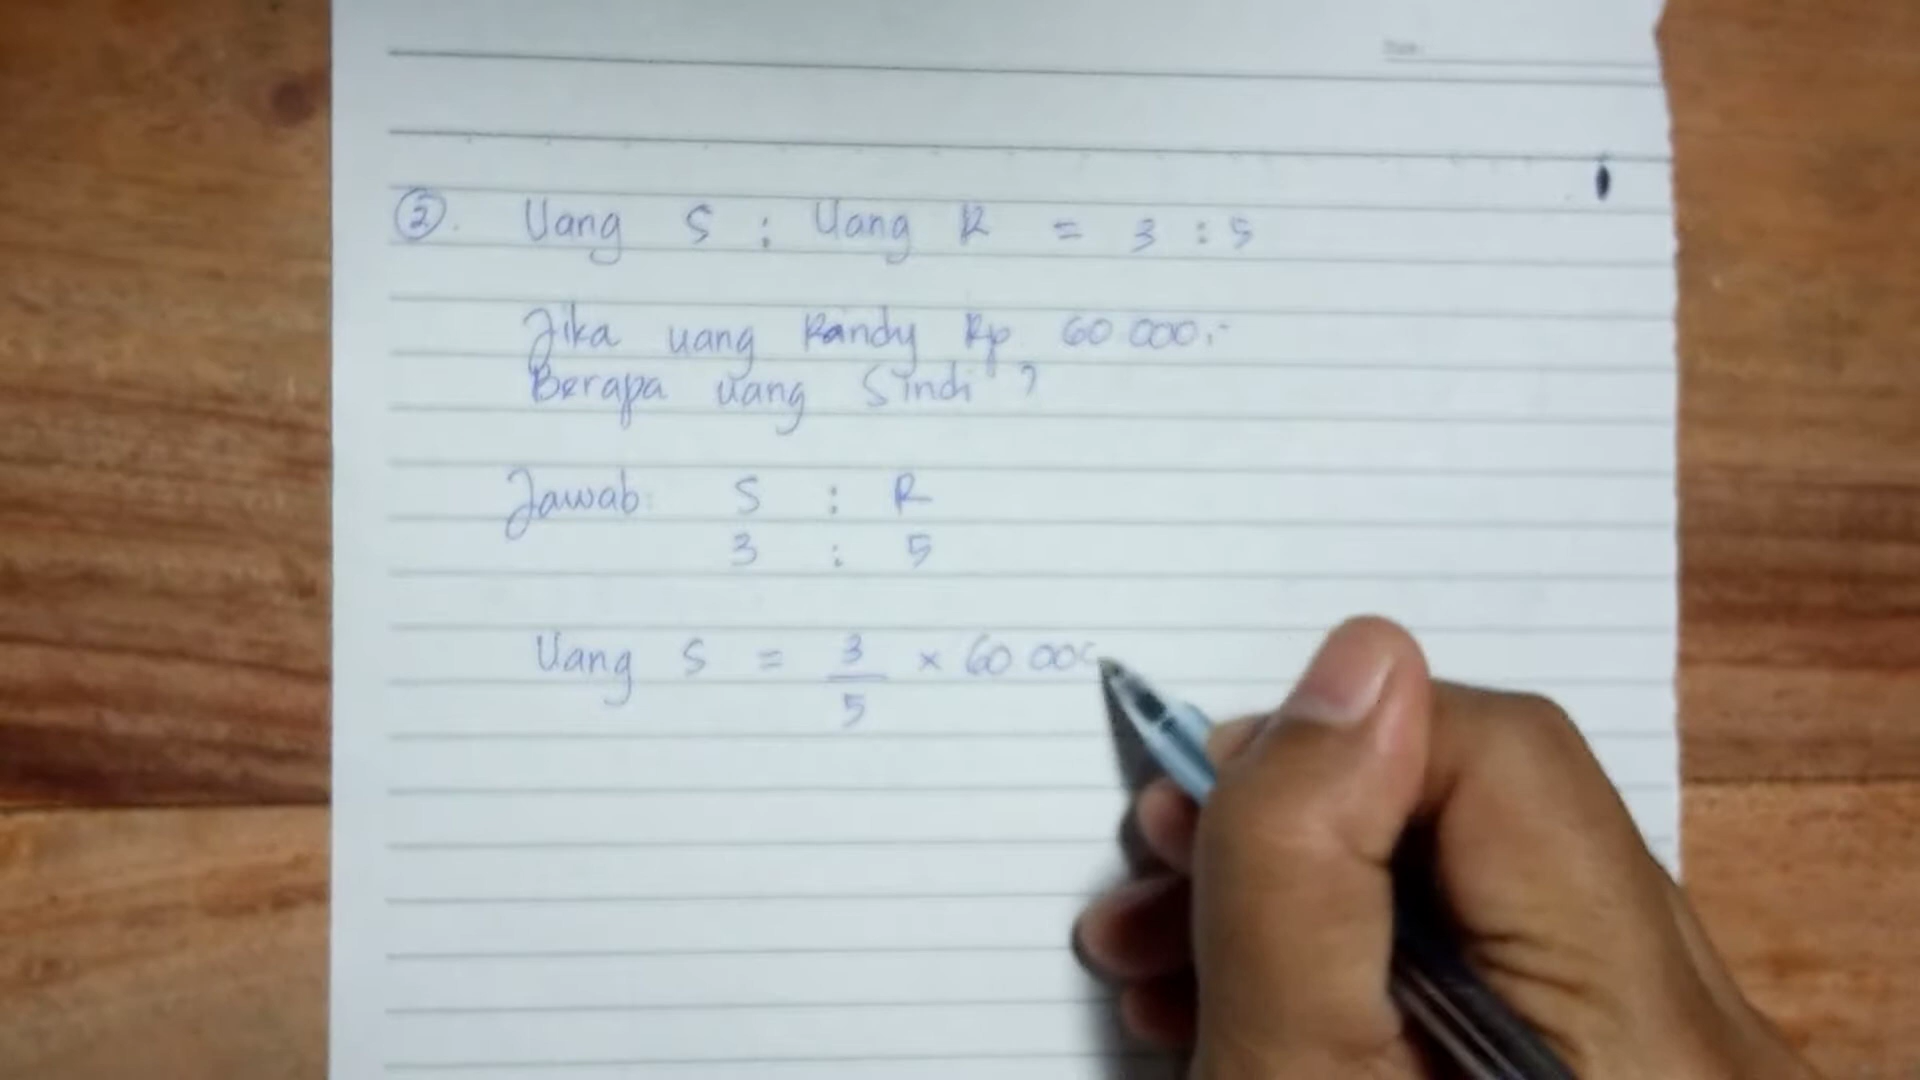 ②. Uang S : Uang R = 3 : 5
Jika uang Randy Rp 60 000,-
Berapa uang Sindi ?
Jawab: S : R
3 : 5
Uang S = 3/5 × 60 000